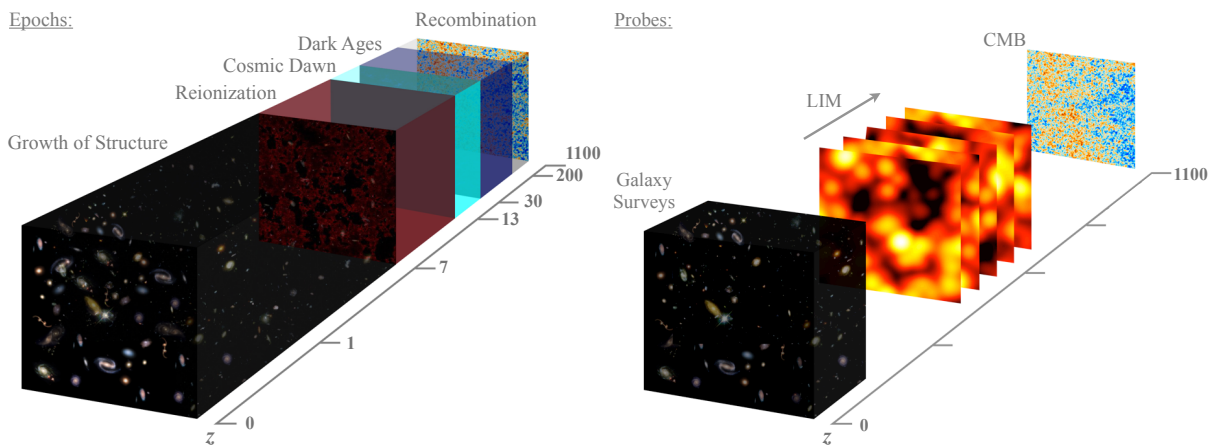 Epochs:
Recombination
Dark Ages
Cosmic Dawn
Reionization
Growth of Structure
1100
200
30
13
7
1
0
z
Probes:
CMB
LIM
Galaxy
Surveys
1100
0
z